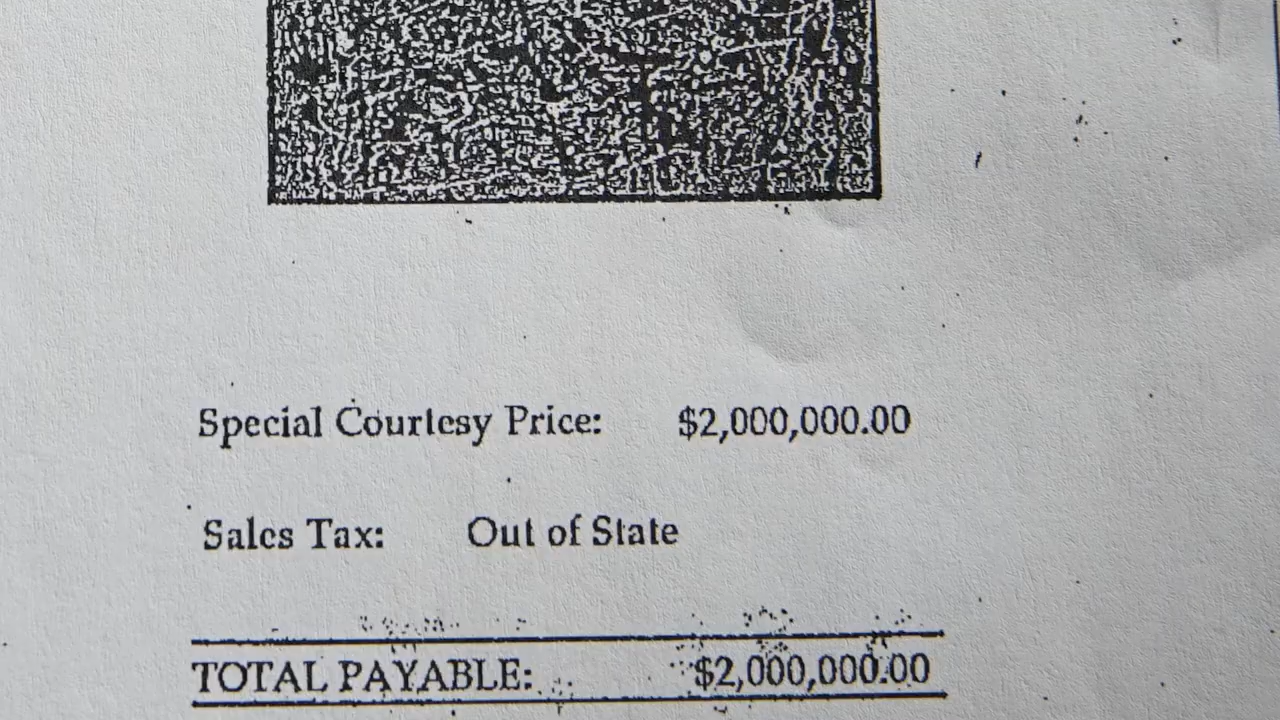 Special Courtesy Price: $2,000,000.00
Sales Tax: Out of State
TOTAL PAYABLE: $2,000,000.00